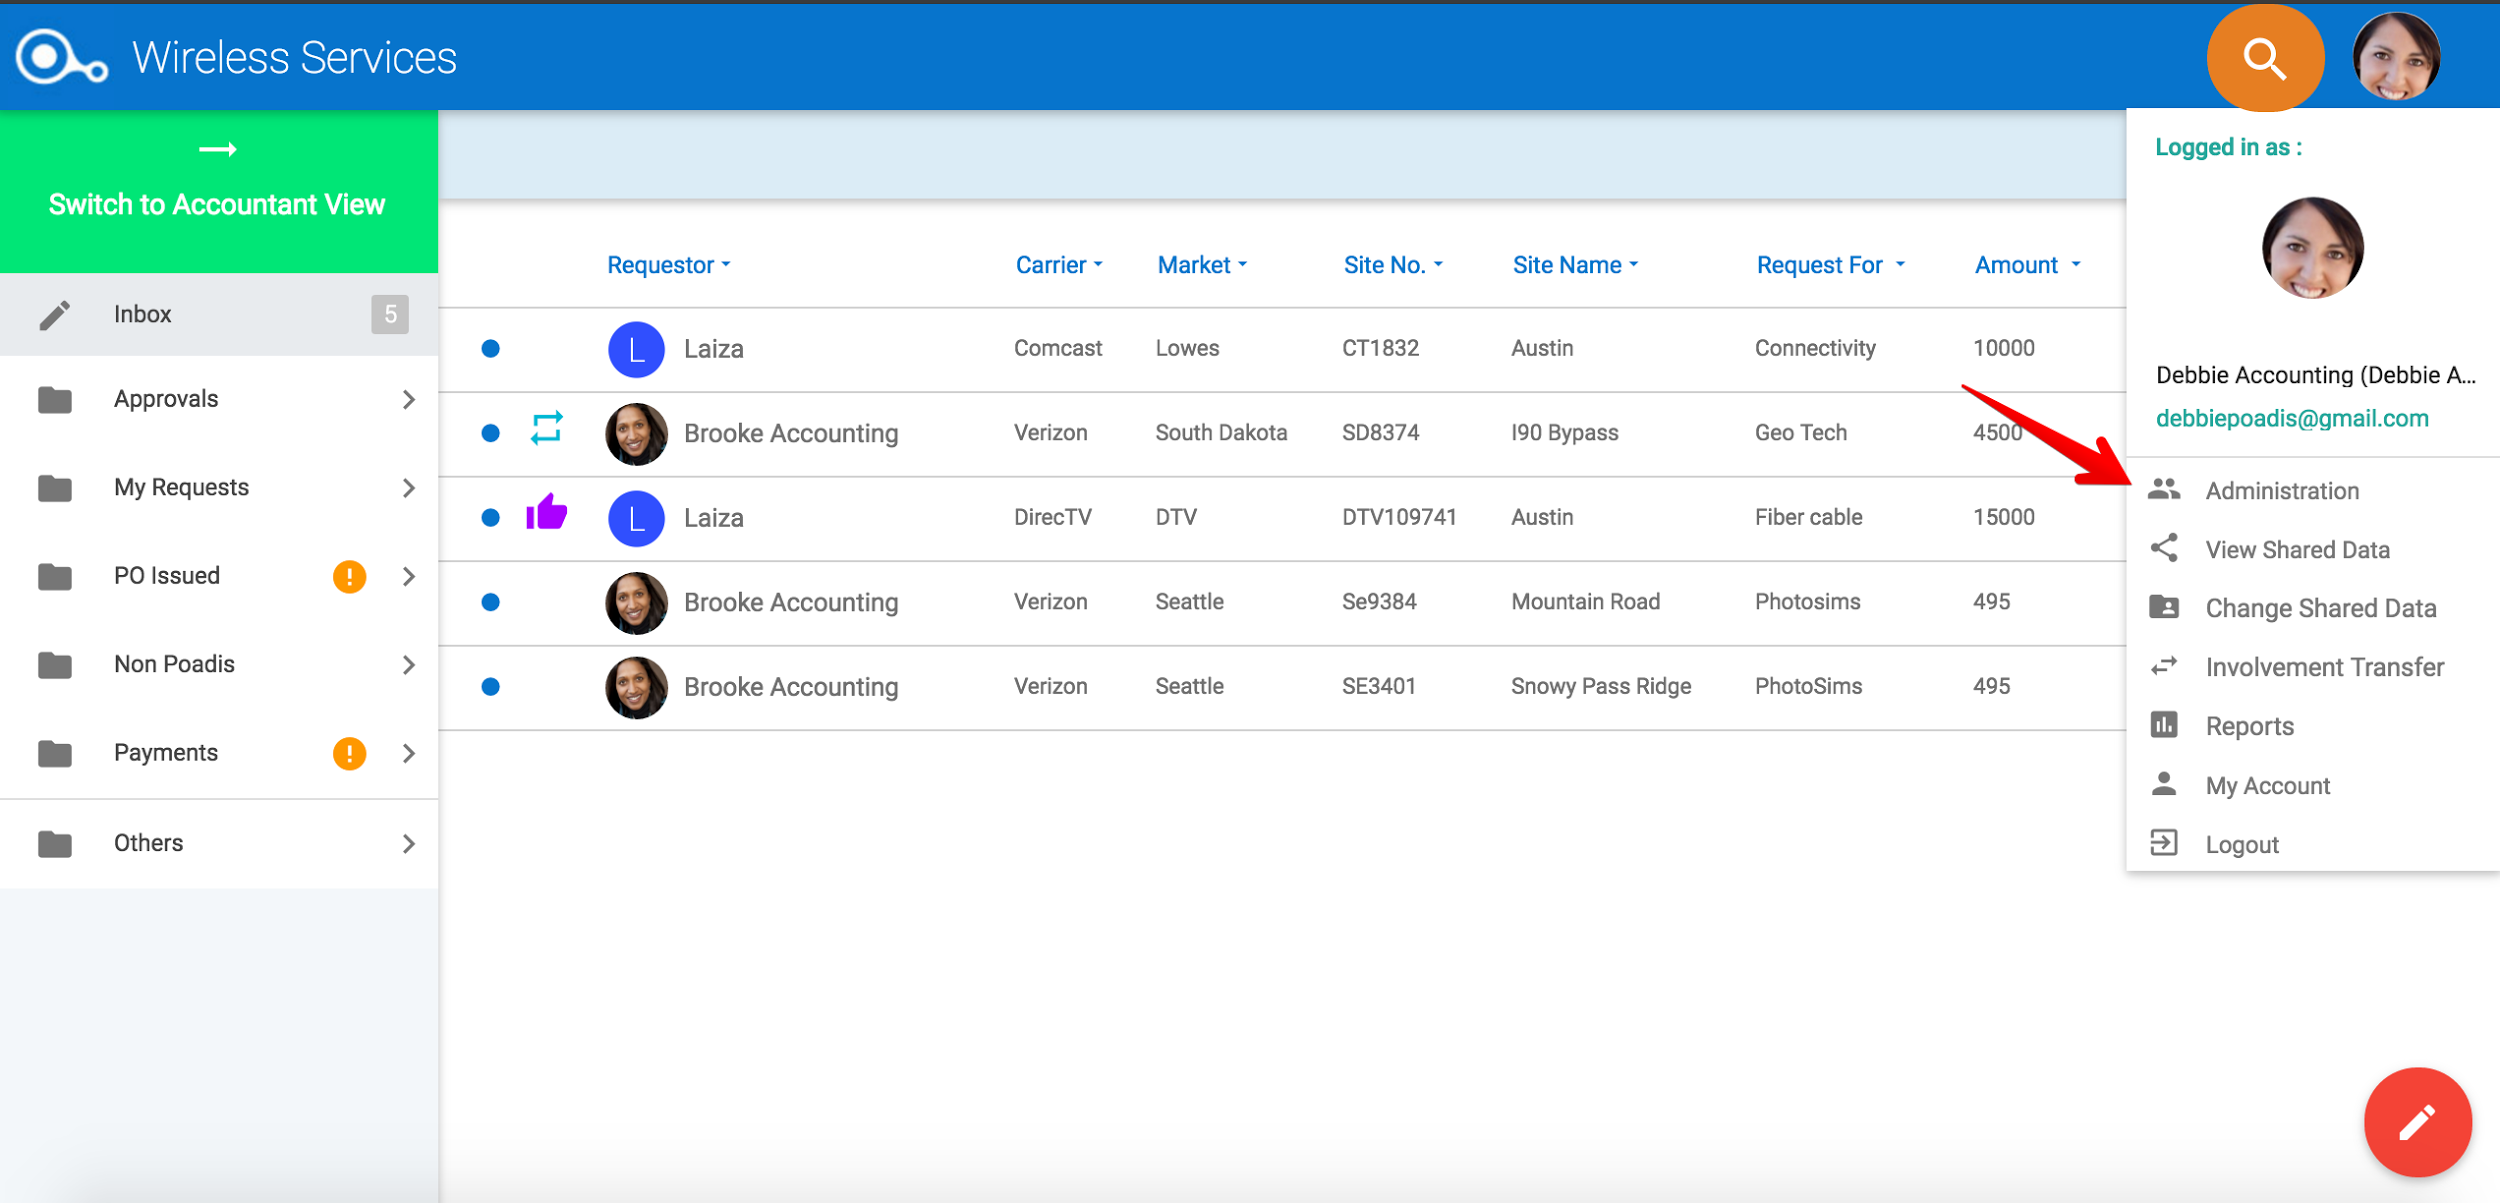 Wireless Services
Switch to Accountant View
Inbox 5
Approvals
My Requests
PO Issued !
Non Poadis
Payments !
Others
Requestor Carrier Market Site No. Site Name Request For Amount
L Laiza Comcast Lowes CT1832 Austin Connectivity 10000
Brooke Accounting Verizon South Dakota SD8374 I90 Bypass Geo Tech 4500
L Laiza DirecTV DTV DTV109741 Austin Fiber cable 15000
Brooke Accounting Verizon Seattle Se9384 Mountain Road Photosims 495
Brooke Accounting Verizon Seattle SE3401 Snowy Pass Ridge PhotoSims 495
Logged in as :
Debbie Accounting (Debbie A...
debbiepoadis@gmail.com
Administration
View Shared Data
Change Shared Data
Involvement Transfer
Reports
My Account
Logout